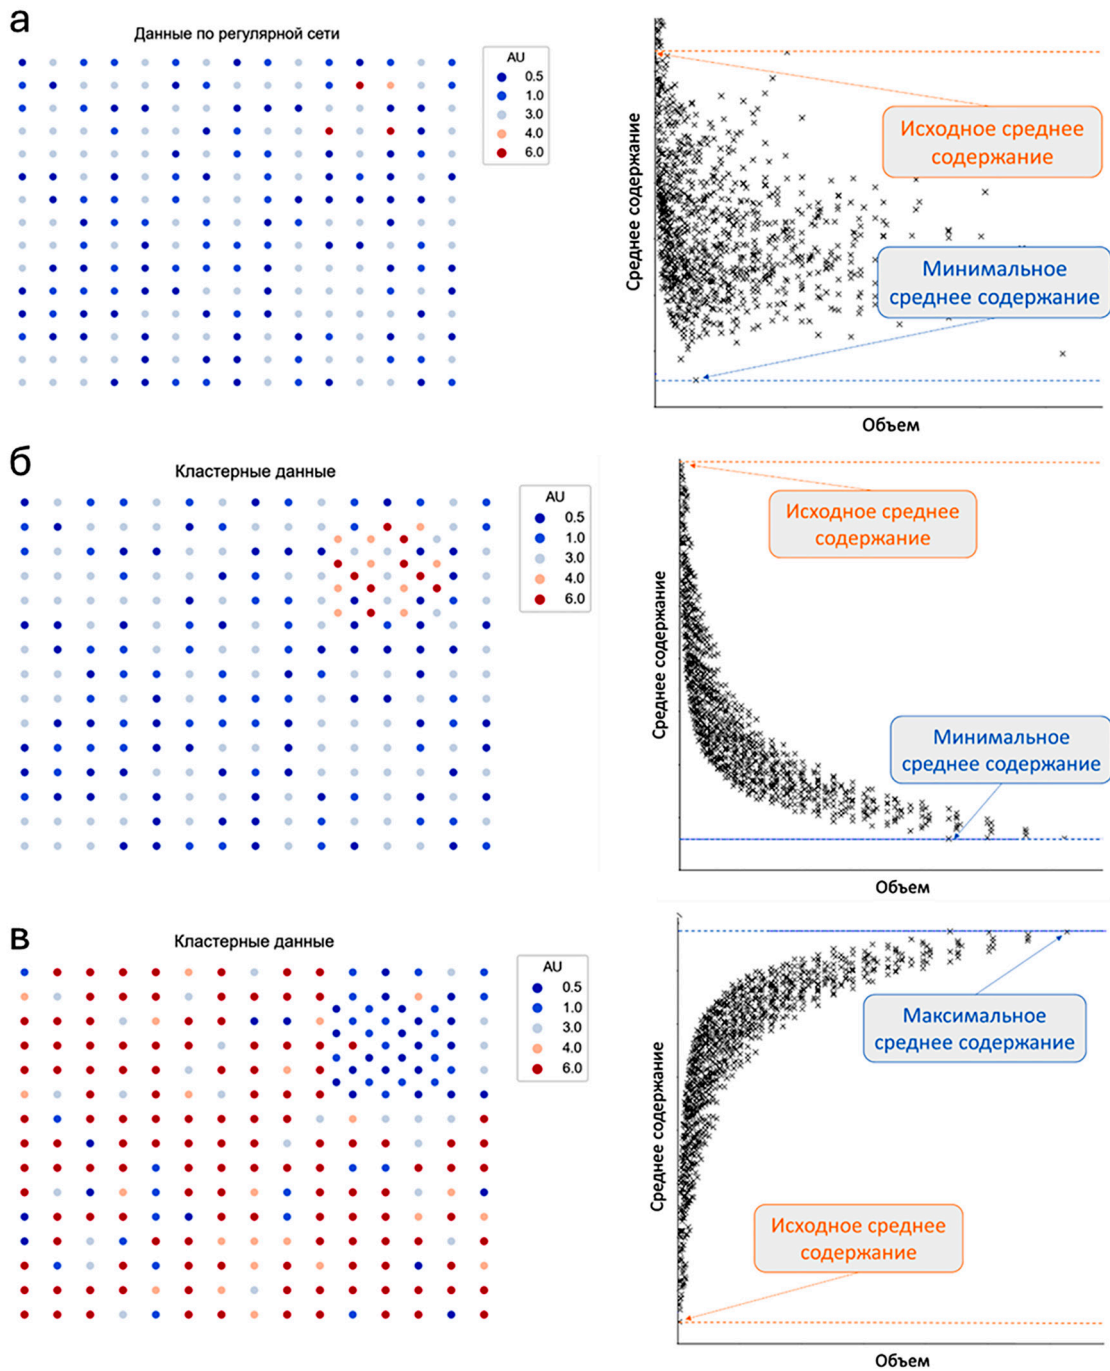 а
Данные по регулярной сети
AU
0.5
1.0
3.0
4.0
6.0
Среднее содержание
Исходное среднее
содержание
Минимальное
среднее содержание
Объем
б
Кластерные данные
AU
0.5
1.0
3.0
4.0
6.0
Среднее содержание
Исходное среднее
содержание
Минимальное
среднее содержание
Объем
в
Кластерные данные
AU
0.5
1.0
3.0
4.0
6.0
Среднее содержание
Максимальное
среднее содержание
Исходное среднее
содержание
Объем